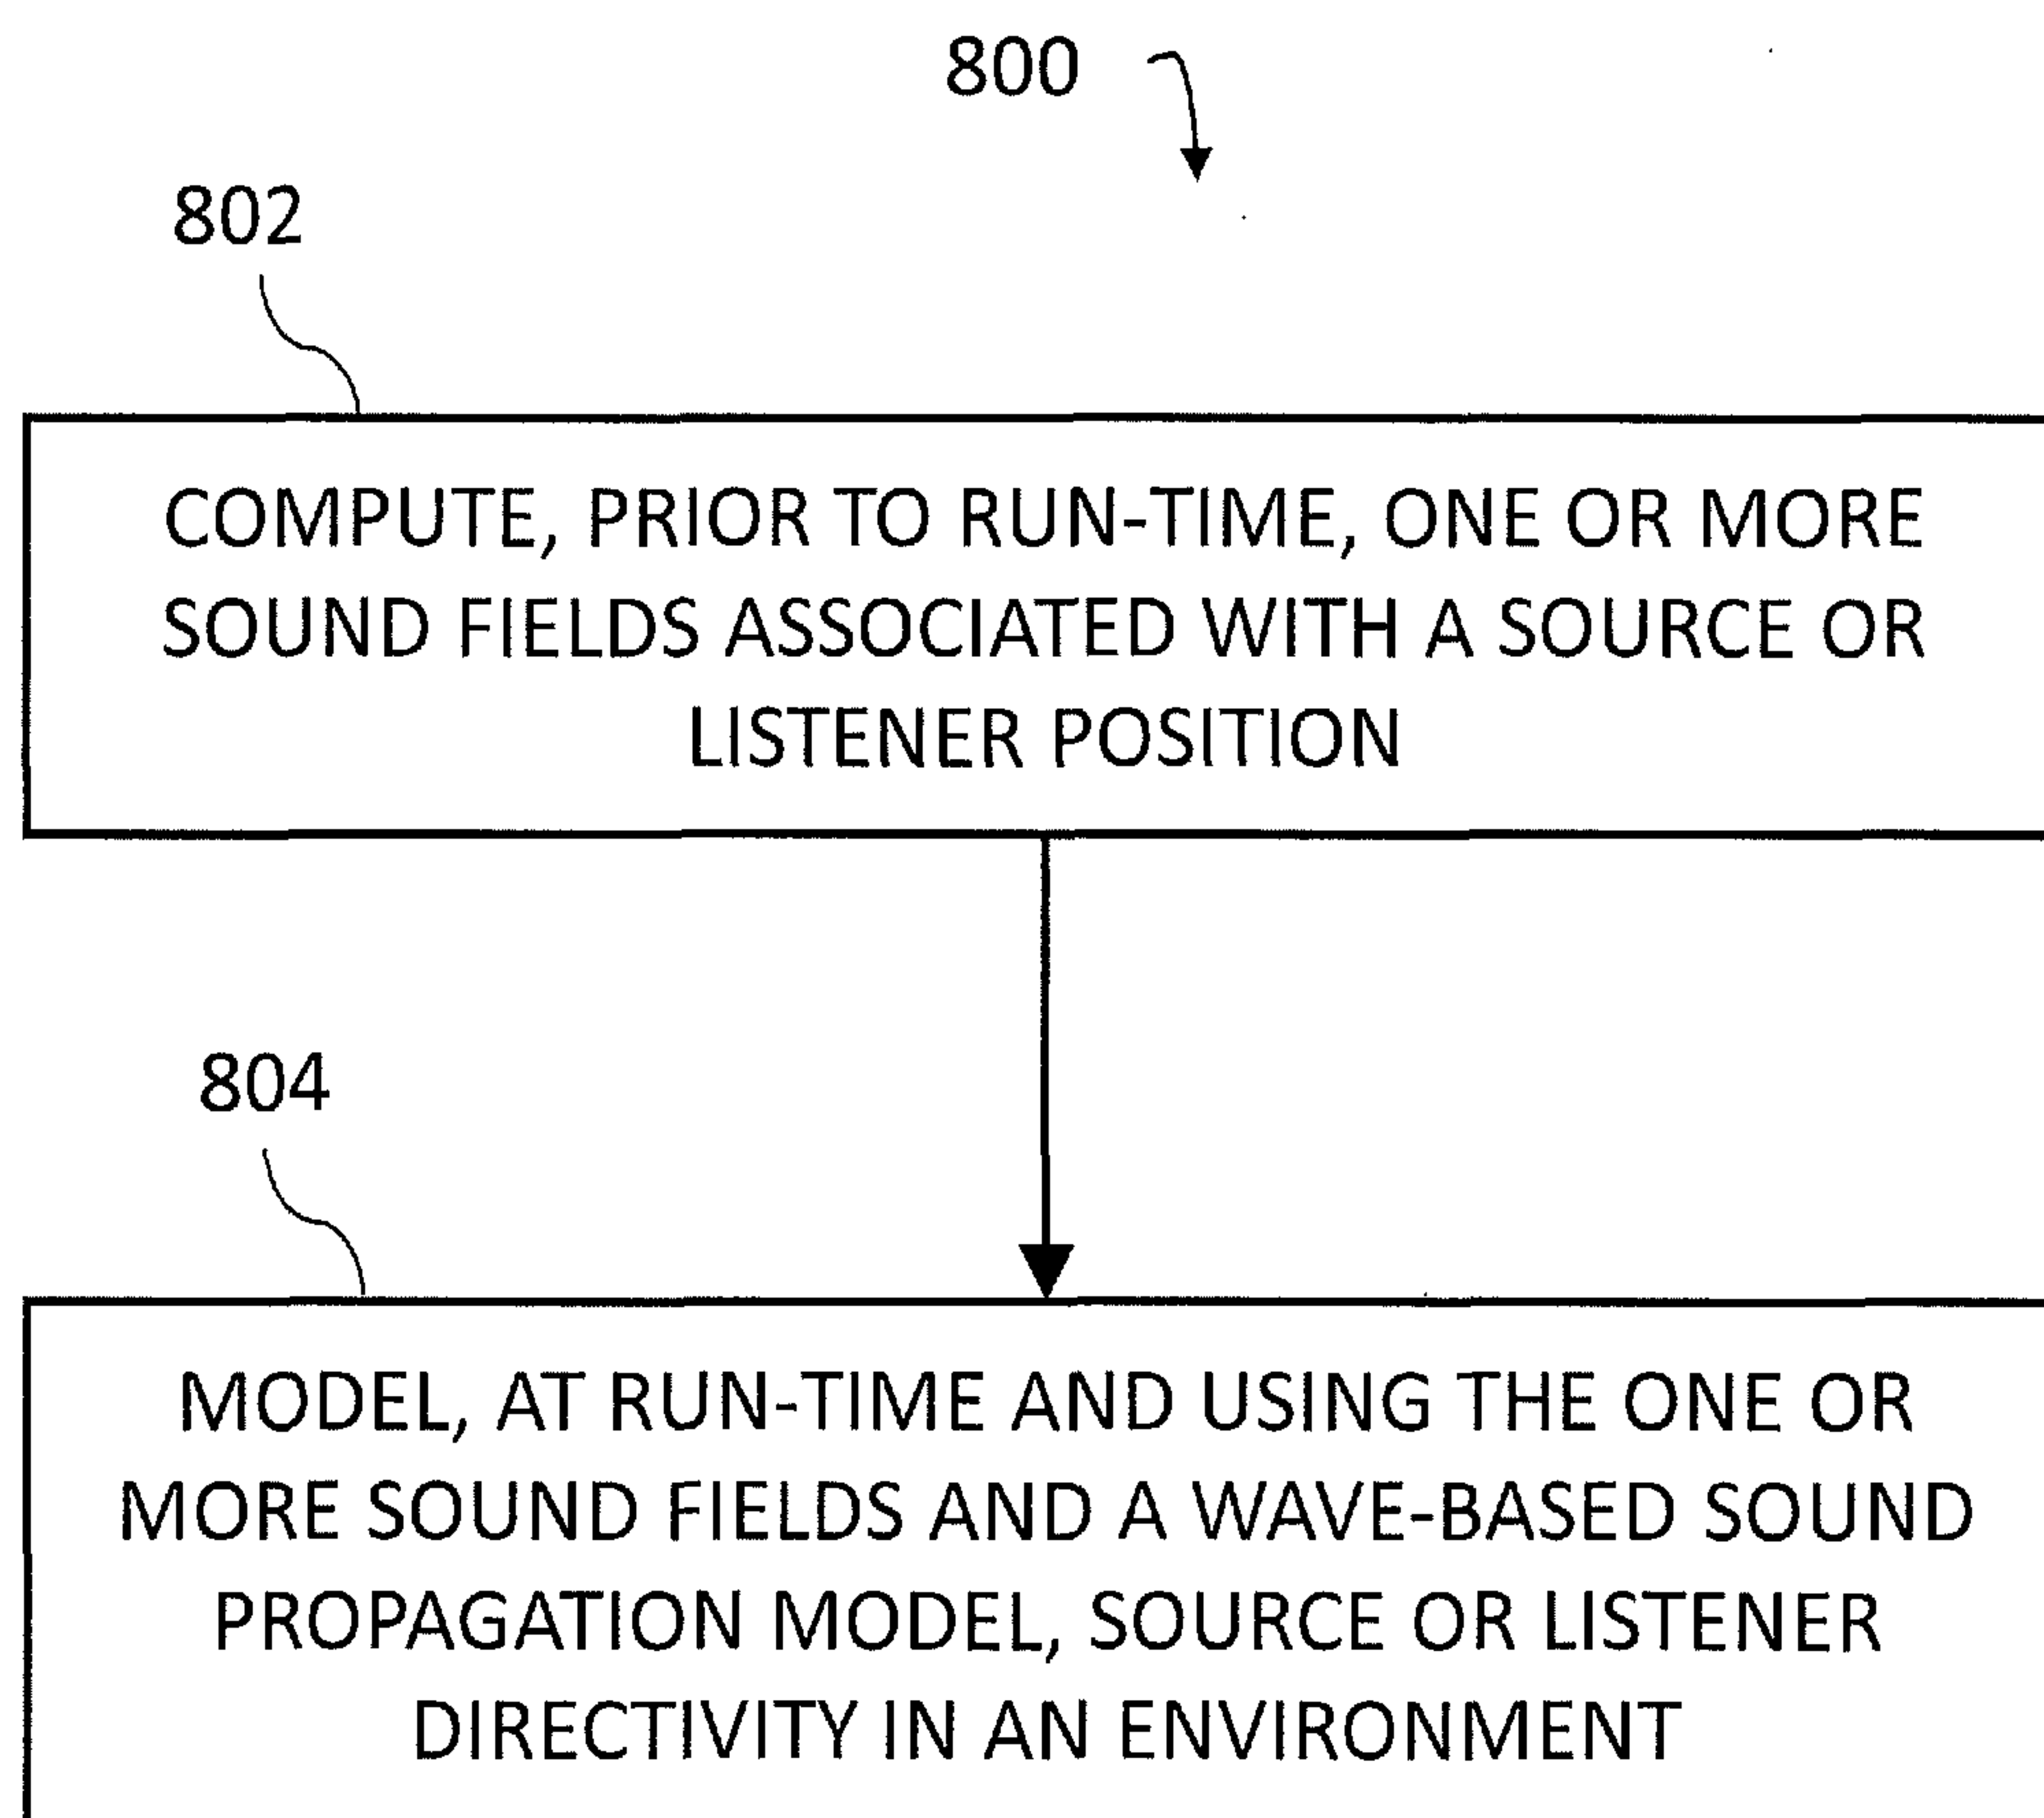 800
802
COMPUTE, PRIOR TO RUN-TIME, ONE OR MORE
SOUND FIELDS ASSOCIATED WITH A SOURCE OR
LISTENER POSITION
804
MODEL, AT RUN-TIME AND USING THE ONE OR
MORE SOUND FIELDS AND A WAVE-BASED SOUND
PROPAGATION MODEL, SOURCE OR LISTENER
DIRECTIVITY IN AN ENVIRONMENT